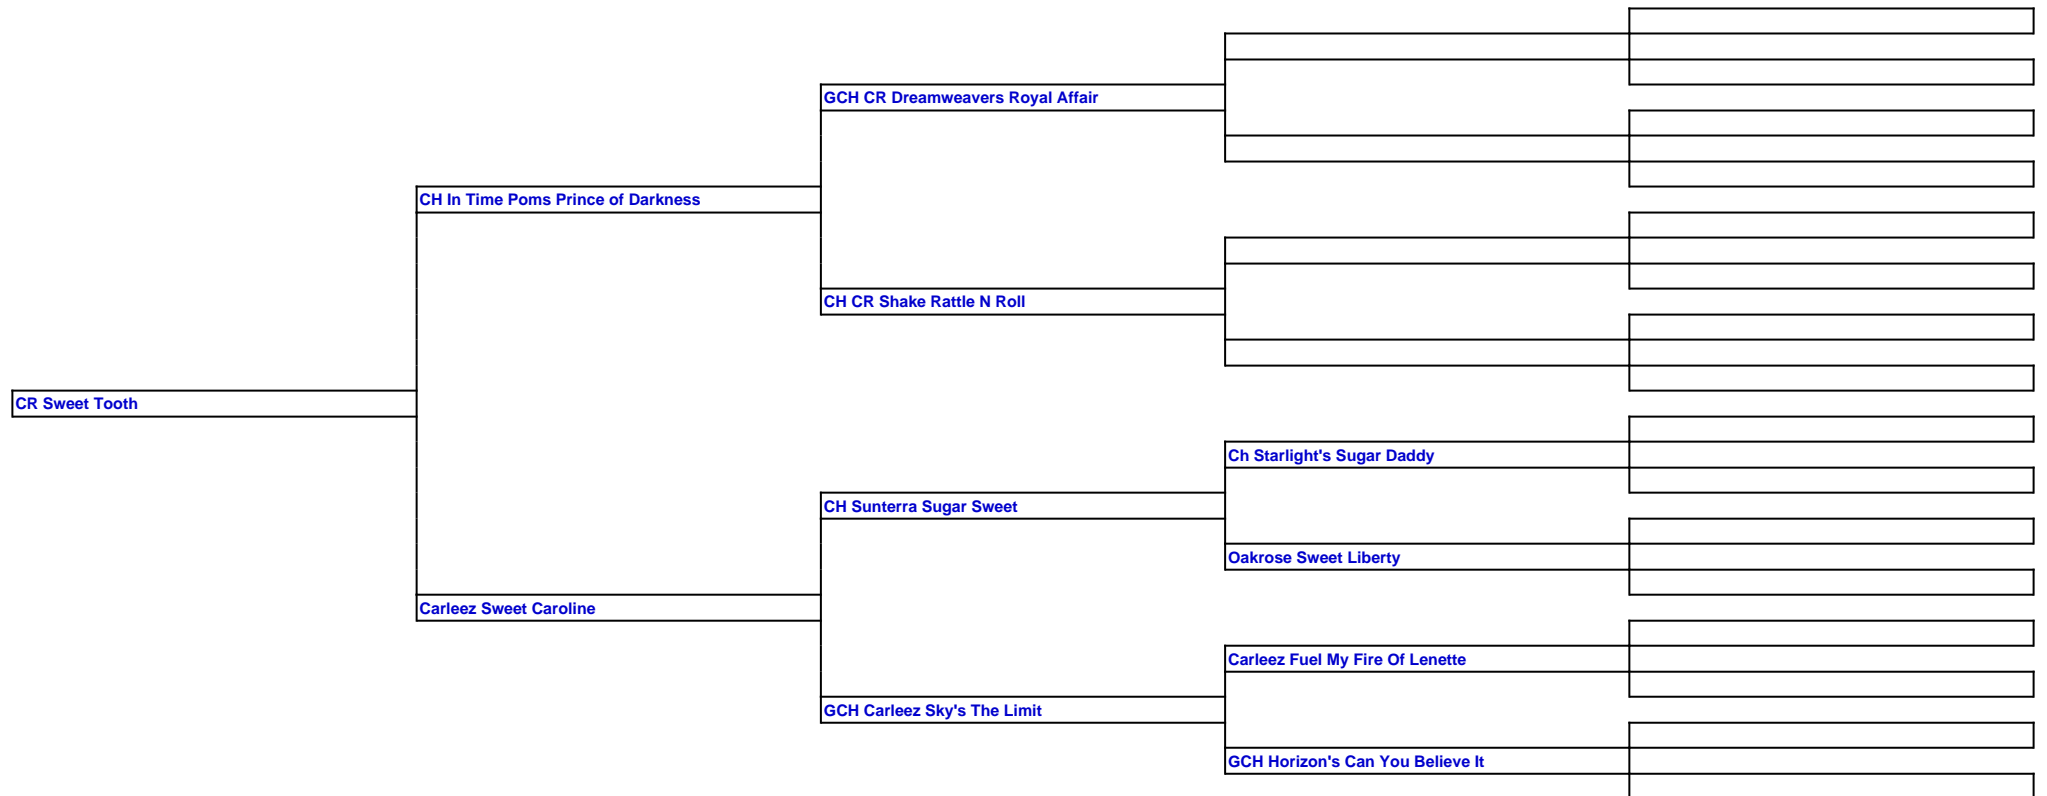 GCH CR Dreamweavers Royal Affair
CH In Time Poms Prince of Darkness
CH CR Shake Rattle N Roll
CR Sweet Tooth
Ch Starlight's Sugar Daddy
CH Sunterra Sugar Sweet
Oakrose Sweet Liberty
Carleez Sweet Caroline
Carleez Fuel My Fire Of Lenette
GCH Carleez Sky's The Limit
GCH Horizon's Can You Believe It